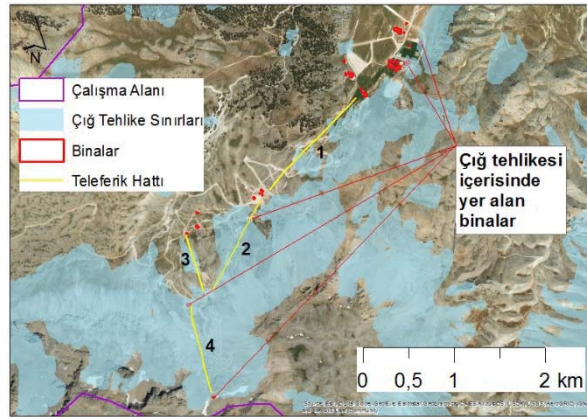 N
Çalışma Alanı
Çığ Tehlike Sınırları
Binalar
Teleferik Hattı
1
2
3
4
Çığ tehlikesi
içerisinde
yer alan
binalar
0 0,5 1 2 km